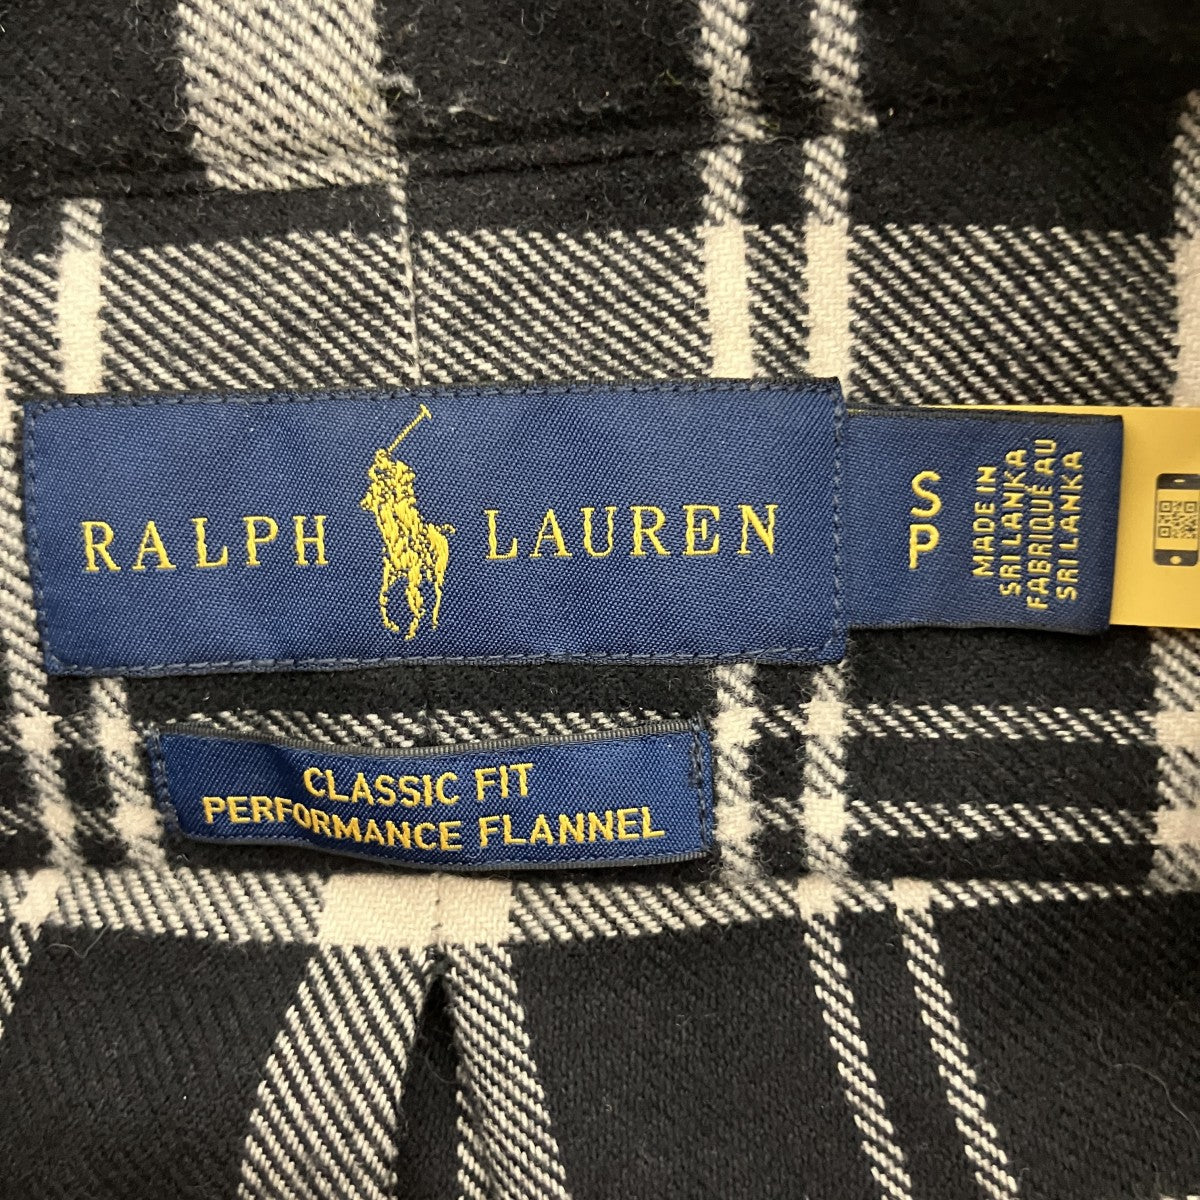 RALPH LAUREN
S
P
MADE IN
SRI LANKA
FABRIQUÉ AU
SRI LANKA
CLASSIC FIT
PERFORMANCE FLANNEL